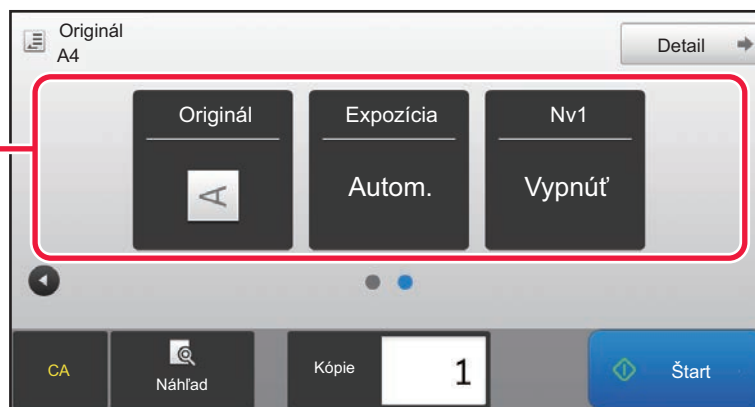 Originál
A4
Detail
Originál
Expozícia
Nv1
A
Autom.
Vypnúť
CA
Náhľad
Kópie
1
Štart